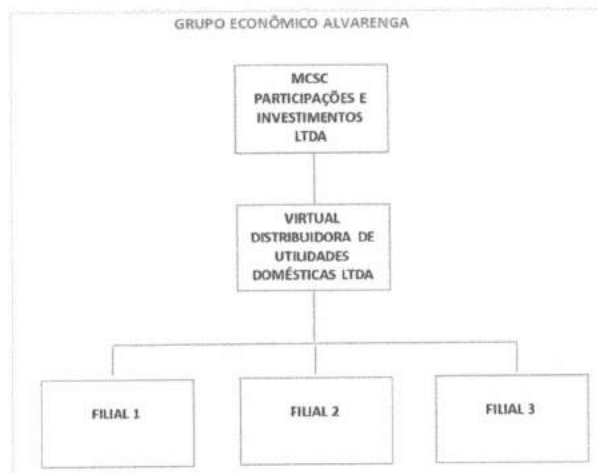 GRUPO ECONÔMICO ALVARENGA
MCSC
PARTICIPAÇÕES E
INVESTIMENTOS
LTDA
VIRTUAL
DISTRIBUIDORA DE
UTILIDADES
DOMÉSTICAS LTDA
FILIAL 1
FILIAL 2
FILIAL 3